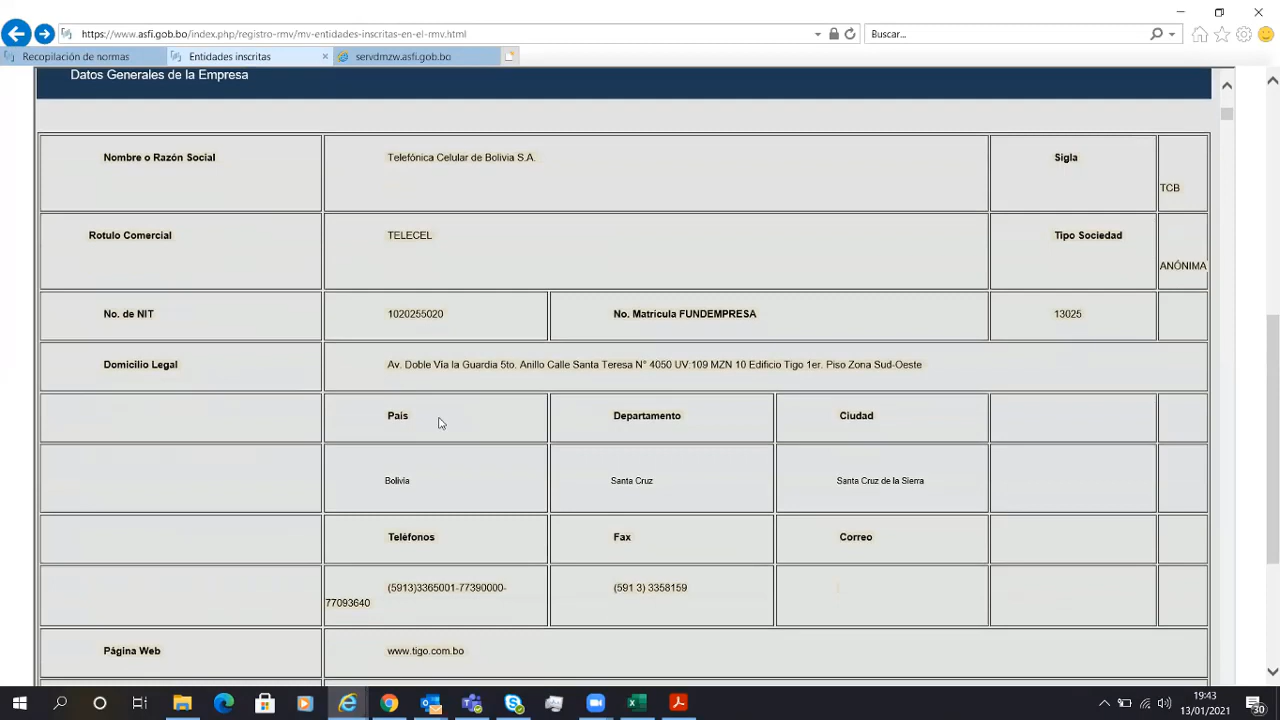 https://www.asfi.gob.bo/index.php/registro-rmv/mv-entidades-inscritas-en-el-rmv.html
Buscar...
Recopilación de normas
Entidades inscritas
servdmzw.asfi.gob.bo
Datos Generales de la Empresa
Nombre o Razón Social
Telefónica Celular de Bolivia S.A.
Sigla
TCB
Rotulo Comercial
TELECEL
Tipo Sociedad
ANÓNIMA
No. de NIT
1020255020
No. Matricula FUNDEMPRESA
13025
Domicilio Legal
Av. Doble Vía la Guardia 5to. Anillo Calle Santa Teresa N° 4050 UV:109 MZN 10 Edificio Tigo 1er. Piso Zona Sud-Oeste
País
Departamento
Ciudad
Bolivia
Santa Cruz
Santa Cruz de la Sierra
Teléfonos
Fax
Correo
(5913)3365001-77390000-
77093640
(591 3) 3358159
Página Web
www.tigo.com.bo
19:43
13/01/2021
30